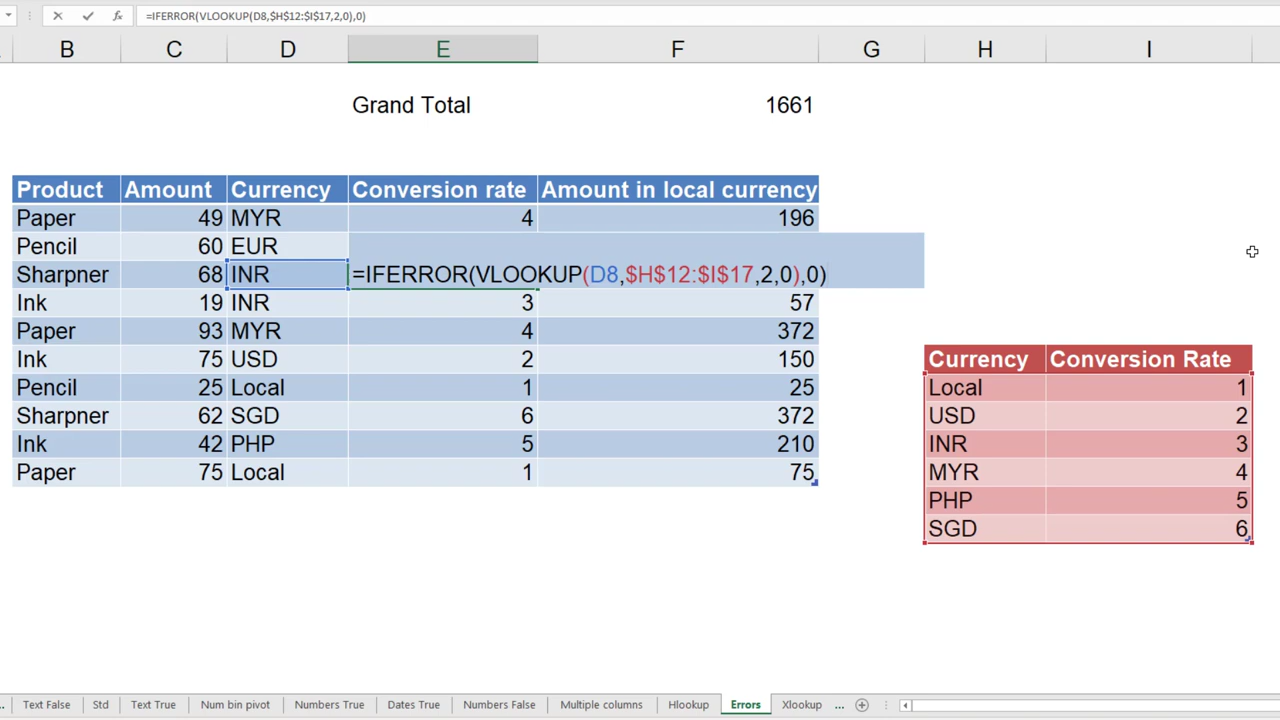 =IFERROR(VLOOKUP(D8,$H$12:$I$17,2,0),0)
B C D E F G H I
Grand Total 1661
Product Amount Currency Conversion rate Amount in local currency
Paper 49 MYR 4 196
Pencil 60 EUR
Sharpner 68 INR =IFERROR(VLOOKUP(D8,$H$12:$I$17,2,0),0)
Ink 19 INR 3 57
Paper 93 MYR 4 372
Ink 75 USD 2 150
Pencil 25 Local 1 25
Sharpner 62 SGD 6 372
Ink 42 PHP 5 210
Paper 75 Local 1 75
Currency Conversion Rate
Local 1
USD 2
INR 3
MYR 4
PHP 5
SGD 6
... Text False Std Text True Num bin pivot Numbers True Dates True Numbers False Multiple columns Hlookup Errors Xlookup ...